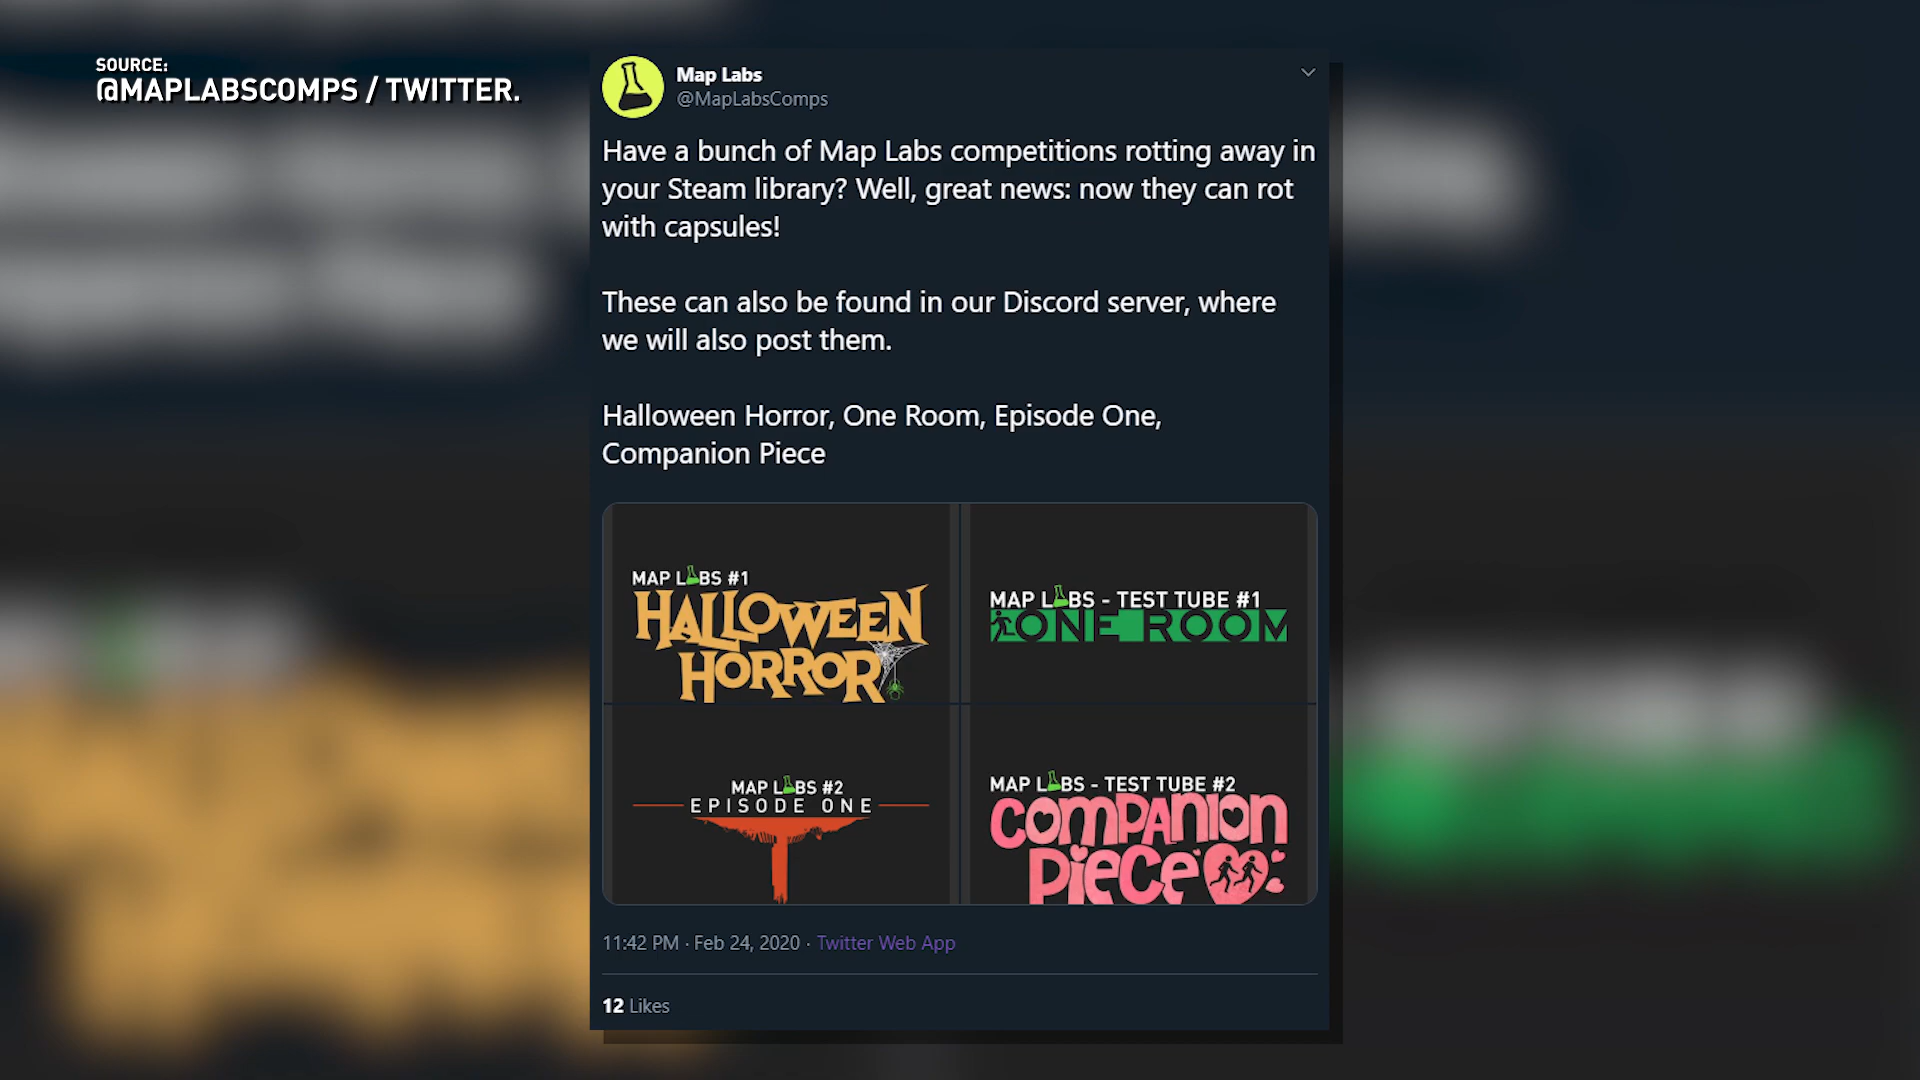 SOURCE:
@MAPLABSCOMPS / TWITTER.
Map Labs
@MapLabsComps
Have a bunch of Map Labs competitions rotting away in
your Steam library? Well, great news: now they can rot
with capsules!
These can also be found in our Discord server, where
we will also post them.
Halloween Horror, One Room, Episode One,
Companion Piece
MAP LABS #1
HALLOWEEN
HORROR
MAP LABS - TEST TUBE #1
ONE ROOM
MAP LABS #2
EPISODE ONE
MAP LABS - TEST TUBE #2
COMPANION
PIECE
11:42 PM · Feb 24, 2020 · Twitter Web App
12 Likes